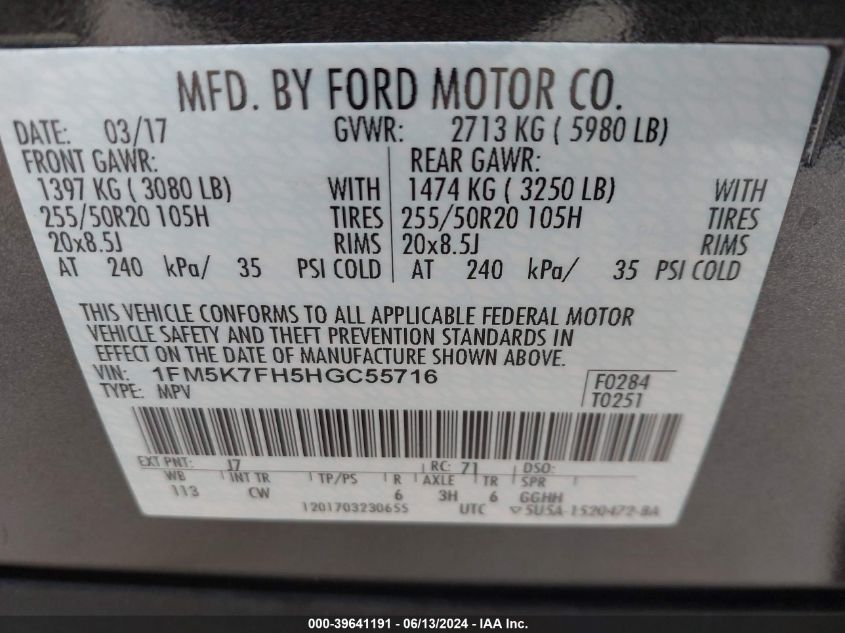 MFD. BY FORD MOTOR CO.
DATE: 03/17 GVWR: 2713 KG ( 5980 LB)
FRONT GAWR: REAR GAWR:
1397 KG ( 3080 LB) WITH 1474 KG ( 3250 LB) WITH
255/50R20 105H TIRES 255/50R20 105H TIRES
20x8.5J RIMS 20x8.5J RIMS
AT 240 kPa/ 35 PSI COLD AT 240 kPa/ 35 PSI COLD
THIS VEHICLE CONFORMS TO ALL APPLICABLE FEDERAL MOTOR
VEHICLE SAFETY AND THEFT PREVENTION STANDARDS IN
EFFECT ON THE DATE OF MANUFACTURE SHOWN ABOVE.
VIN: 1FM5K7FH5HGC55716 F0284
TYPE: MPV T0251
EXT PNT: J7 RC: 71 DSO:
WB INT TR TP/PS R AXLE TR SPR
113 CW 6 3H 6 GGHH
1201703230655 UTC ▽5U5A-1520472-BA
000-39641191 - 06/13/2024 - IAA Inc.